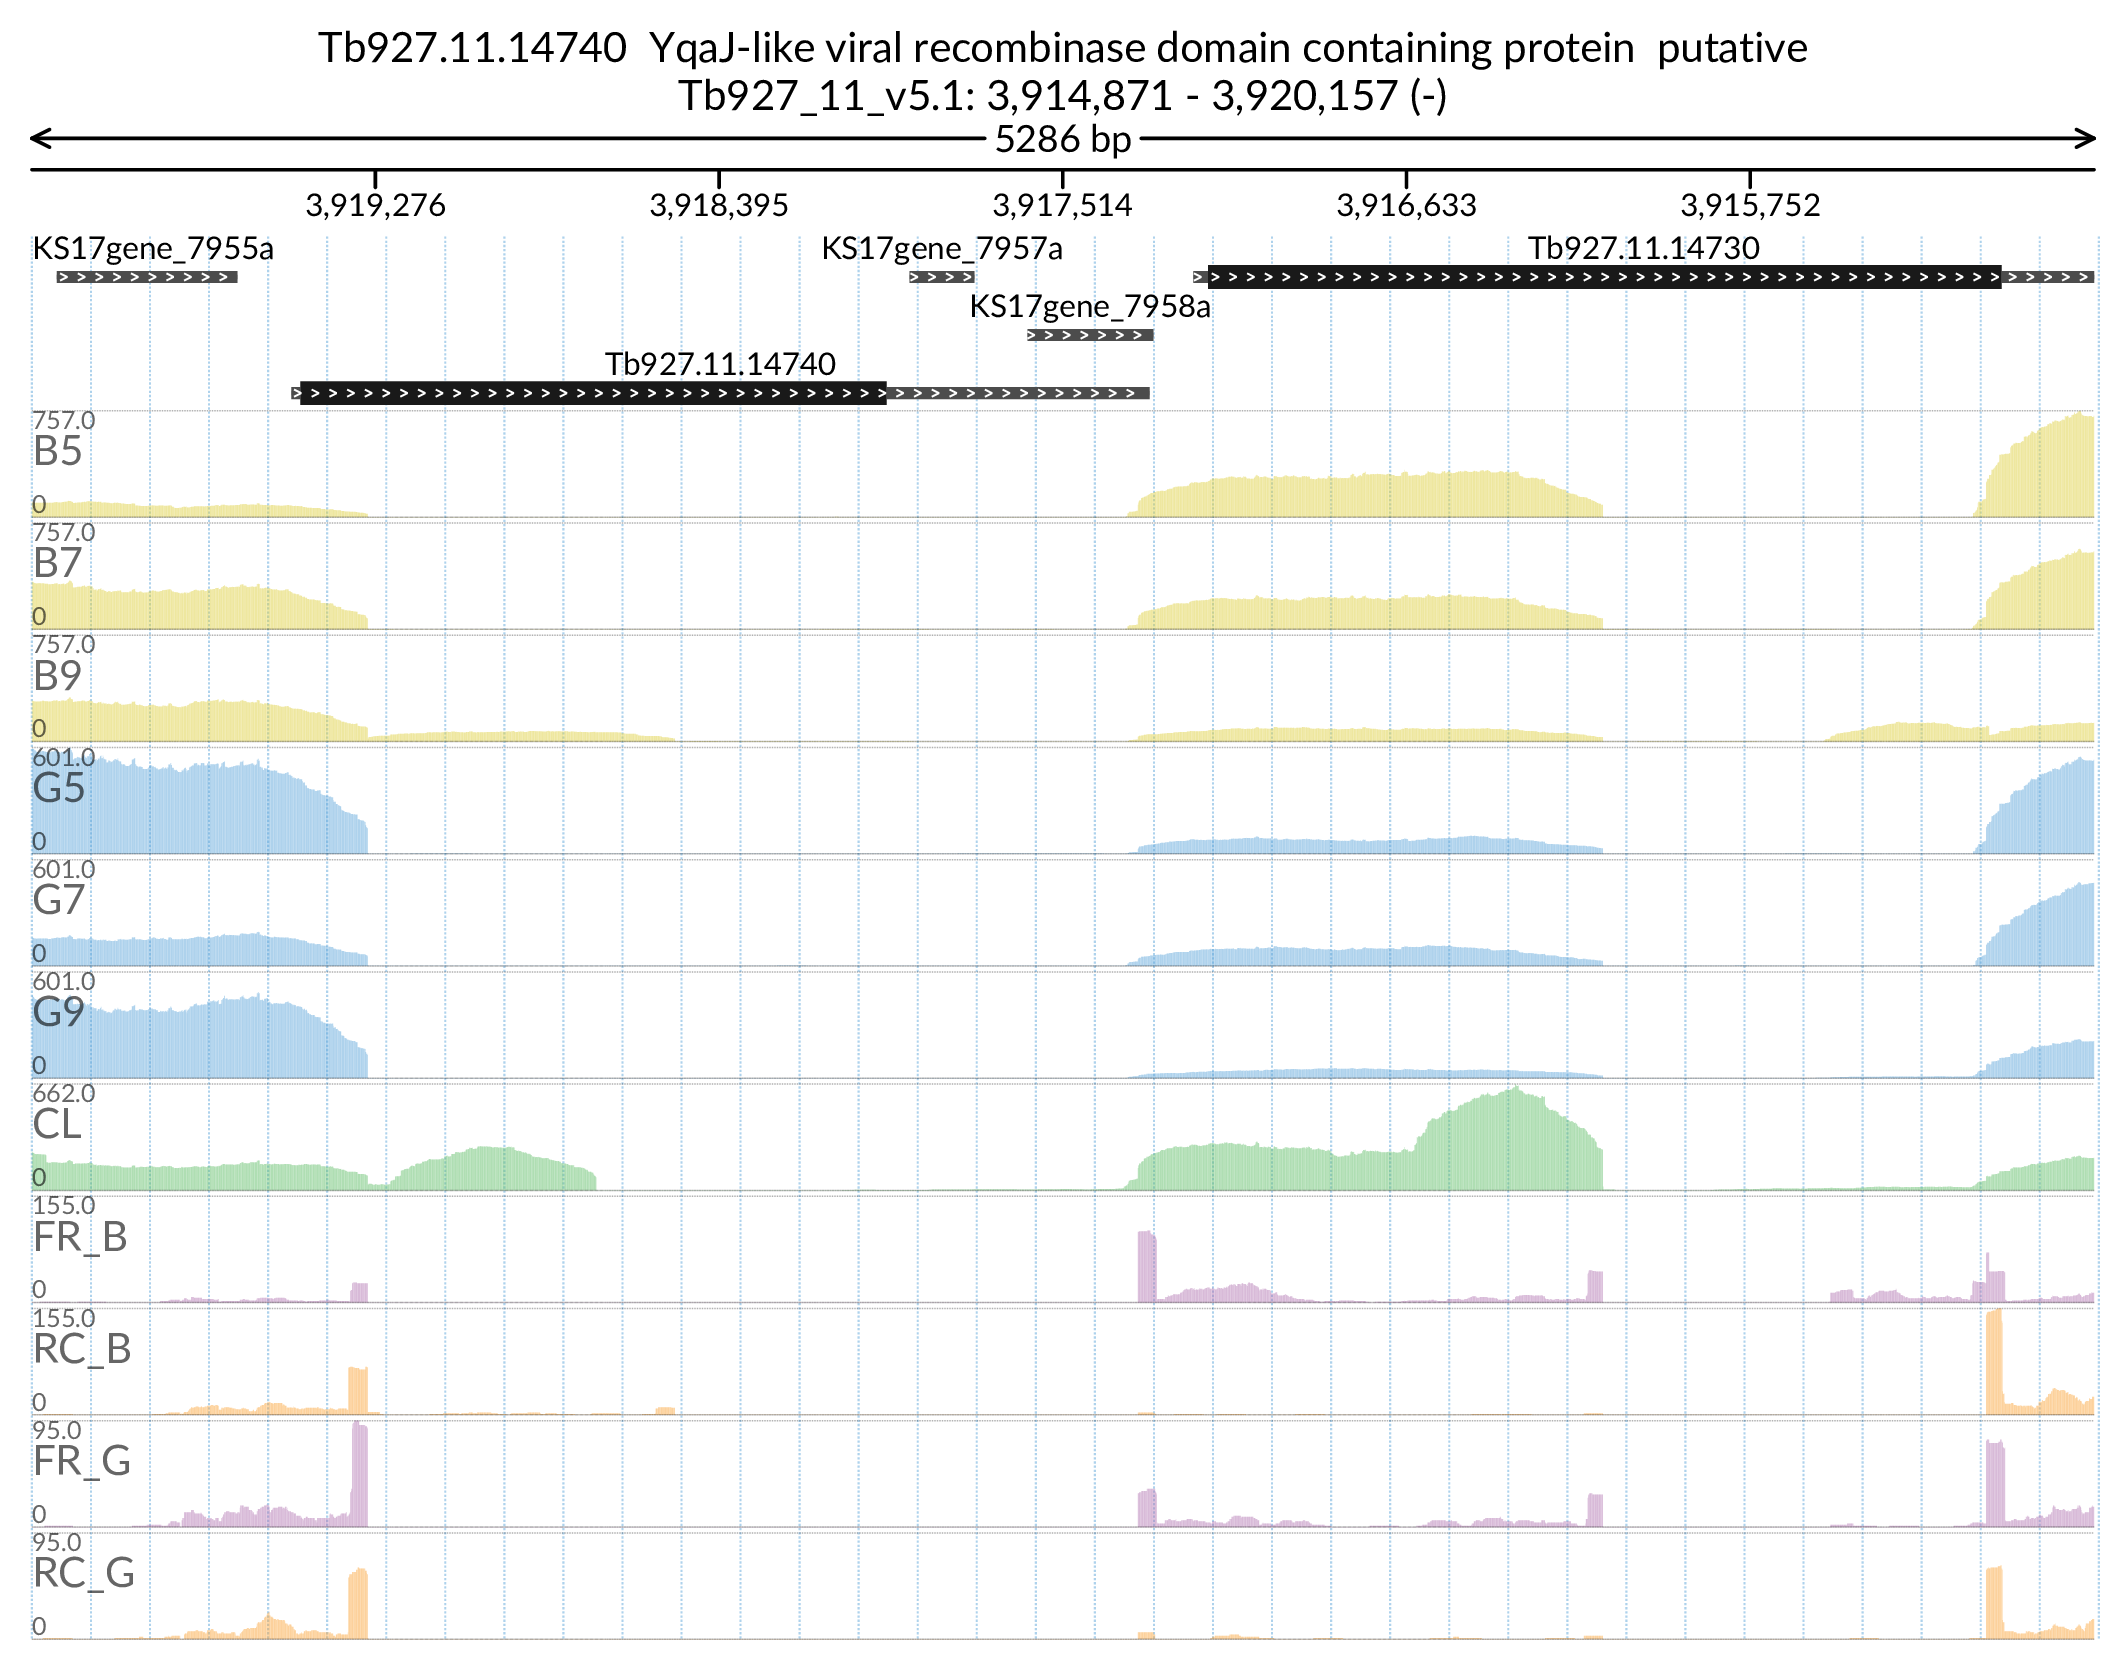 Tb927.11.14740  YqaJ-like viral recombinase domain containing protein  putative
Tb927_11_v5.1: 3,914,871 - 3,920,157 (-)
5286 bp
3,919,276 3,918,395 3,917,514 3,916,633 3,915,752
KS17gene_7955a KS17gene_7957a Tb927.11.14730
KS17gene_7958a
Tb927.11.14740
757.0
B5
0
757.0
B7
0
757.0
B9
0
601.0
G5
0
601.0
G7
0
601.0
G9
0
662.0
CL
0
155.0
FR_B
0
155.0
RC_B
0
95.0
FR_G
0
95.0
RC_G
0